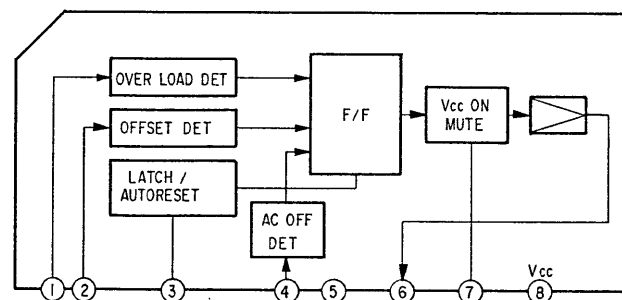 OVER LOAD DET
OFFSET DET
LATCH /
AUTORESET
AC OFF
DET
F/F
Vcc ON
MUTE
Vcc
1 2 3 4 5 6 7 8